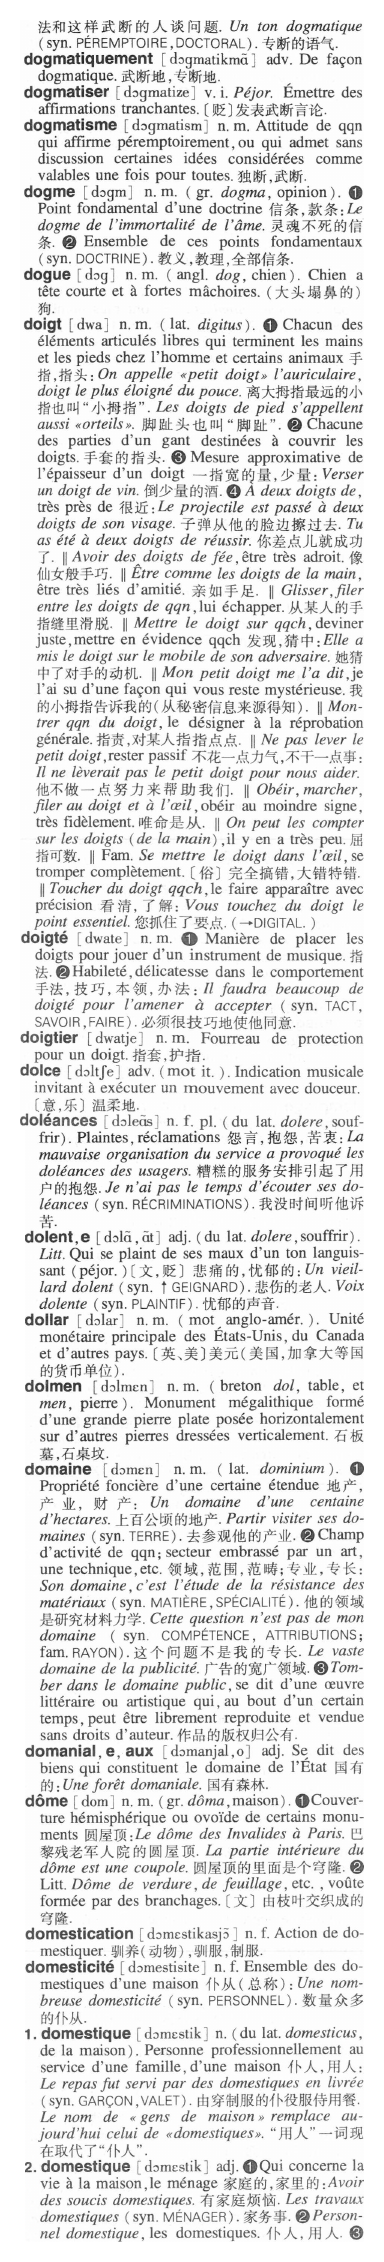 法和这样武断的人谈问题. Un ton dogmatique
(syn. PÉREMPTOIRE, DOCTORAL). 专断的语气.
dogmatiquement [dɔgmatikmɑ̃] adv. De façon
dogmatique. 武断地,专断地.
dogmatiser [dɔgmatize] v. i. Péjor. Émettre des
affirmations tranchantes. [贬]发表武断言论.
dogmatisme [dɔgmatism] n. m. Attitude de qqn
qui affirme péremptoirement, ou qui admet sans
discussion certaines idées considérées comme
valables une fois pour toutes. 独断,武断.
dogme [dɔgm] n. m. (gr. dogma, opinion). ❶
Point fondamental d'une doctrine 信条,款条: Le
dogme de l'immortalité de l'âme. 灵魂不死的信
条. ❷ Ensemble de ces points fondamentaux
(syn. DOCTRINE). 教义,教理,全部信条.
dogue [dɔg] n. m. (angl. dog, chien). Chien a
tête courte et à fortes mâchoires. (大头塌鼻的)
狗.
doigt [dwa] n. m. (lat. digitus). ❶ Chacun des
éléments articulés libres qui terminent les mains
et les pieds chez l'homme et certains animaux 手
指,指头: On appelle «petit doigt» l'auriculaire,
doigt le plus éloigné du pouce. 离大拇指最远的小
指也叫“小拇指”. Les doigts de pied s'appellent
aussi «orteils». 脚趾头也叫“脚趾”. ❷ Chacune
des parties d'un gant destinées à couvrir les
doigts. 手套的指头. ❸ Mesure approximative de
l'épaisseur d'un doigt 一指宽的量,少量: Verser
un doigt de vin. 倒少量的酒. ❹ À deux doigts de,
très près de 很近: Le projectile est passé à deux
doigts de son visage. 子弹从他的脸边擦过去. Tu
as été à deux doigts de réussir. 你差点儿就成功
了. ‖ Avoir des doigts de fée, être très adroit. 像
仙女般手巧. ‖ Être comme les doigts de la main,
être très liés d'amitié. 亲如手足. ‖ Glisser, filer
entre les doigts de qqn, lui échapper. 从某人的手
指缝里滑脱. ‖ Mettre le doigt sur qqch, deviner
juste, mettre en évidence qqch 发现,猜中: Elle a
mis le doigt sur le mobile de son adversaire. 她猜
中了对手的动机. ‖ Mon petit doigt me l'a dit, je
l'ai su d'une façon qui vous reste mystérieuse. 我
的小拇指告诉我的(从秘密信息来源得知). ‖ Mon-
trer qqn du doigt, le désigner à la réprobation
générale. 指责,对某人指指点点. ‖ Ne pas lever le
petit doigt, rester passif 不花一点力气,不干一点事:
Il ne lèverait pas le petit doigt pour nous aider.
他不做一点努力来帮助我们. ‖ Obéir, marcher,
filer au doigt et à l'œil, obéir au moindre signe,
très fidèlement. 唯命是从. ‖ On peut les compter
sur les doigts (de la main), il y en a très peu. 屈
指可数. ‖ Fam. Se mettre le doigt dans l'œil, se
tromper complètement. [俗] 完全搞错,大错特错.
‖ Toucher du doigt qqch, le faire apparaître avec
précision 看清,了解: Vous touchez du doigt le
point essentiel. 您抓住了要点. (→DIGITAL.)
doigté [dwate] n. m. ❶ Manière de placer les
doigts pour jouer d'un instrument de musique. 指
法. ❷ Habileté, délicatesse dans le comportement
手法,技巧,本领,办法: Il faudra beaucoup de
doigté pour l'amener à accepter (syn. TACT,
SAVOIR, FAIRE). 必须很技巧地使他同意.
doigtier [dwatje] n. m. Fourreau de protection
pour un doigt. 指套,护指.
dolce [dɔltʃe] adv. (mot it.). Indication musicale
invitant à exécuter un mouvement avec douceur.
[意,乐] 温柔地.
doléances [dɔleɑ̃s] n. f. pl. (du lat. dolere, souf-
frir). Plaintes, réclamations 怨言,抱怨,苦衷: La
mauvaise organisation du service a provoqué les
doléances des usagers. 糟糕的服务安排引起了用
户的抱怨. Je n'ai pas le temps d'écouter ses do-
léances (syn. RÉCRIMINATIONS). 我没时间听他诉
苦.
dolent, e [dɔlɑ̃, ɑ̃t] adj. (du lat. dolere, souffrir).
Litt. Qui se plaint de ses maux d'un ton languis-
sant (péjor.) [文,贬] 悲痛的,忧郁的: Un vieil-
lard dolent (syn. ↑ GEIGNARD). 悲伤的老人. Voix
dolente (syn. PLAINTIF). 忧郁的声音.
dollar [dɔlar] n. m. (mot anglo-amér.). Unité
monétaire principale des États-Unis, du Canada
et d'autres pays. [英、美]美元(美国,加拿大等国
的货币单位).
dolmen [dɔlmɛn] n. m. (breton dol, table, et
men, pierre). Monument mégalithique formé
d'une grande pierre plate posée horizontalement
sur d'autres pierres dressées verticalement. 石板
墓,石桌坟.
domaine [dɔmɛn] n. m. (lat. dominium). ❶
Propriété foncière d'une certaine étendue 地产,
产业,财产: Un domaine d'une centaine
d'hectares. 上百公顷的地产. Partir visiter ses do-
maines (syn. TERRE). 去参观他的产业. ❷ Champ
d'activité de qqn; secteur embrassé par un art,
une technique, etc. 领域,范围,范畴;专业,专长:
Son domaine, c'est l'étude de la résistance des
matériaux (syn. MATIÈRE, SPÉCIALITÉ). 他的领域
是研究材料力学. Cette question n'est pas de mon
domaine (syn. COMPÉTENCE, ATTRIBUTIONS;
fam. RAYON). 这个问题不是我的专长. Le vaste
domaine de la publicité. 广告的宽广领域. ❸ Tom-
ber dans le domaine public, se dit d'une œuvre
littéraire ou artistique qui, au bout d'un certain
temps, peut être librement reproduite et vendue
sans droits d'auteur. 作品的版权归公有.
domanial, e, aux [dɔmanjal, o] adj. Se dit des
biens qui constituent le domaine de l'État 国有
的: Une forêt domaniale. 国有森林.
dôme [dom] n. m. (gr. dôma, maison). ❶ Couver-
ture hémisphérique ou ovoïde de certains monu-
ments 圆屋顶: Le dôme des Invalides à Paris. 巴
黎残老军人院的圆屋顶. La partie intérieure du
dôme est une coupole. 圆屋顶的里面是个穹隆. ❷
Litt. Dôme de verdure, de feuillage, etc., voûte
formée par des branchages. [文] 由枝叶交织成的
穹隆.
domestication [dɔmɛstikasjɔ̃] n. f. Action de do-
mestiquer. 驯养(动物),驯服,制服.
domesticité [dɔmɛstisite] n. f. Ensemble des do-
mestiques d'une maison 仆从(总称): Une nom-
breuse domesticité (syn. PERSONNEL). 数量众多
的仆从.
1. domestique [dɔmɛstik] n. (du lat. domesticus,
de la maison). Personne professionnellement au
service d'une famille, d'une maison 仆人,用人:
Le repas fut servi par des domestiques en livrée
(syn. GARÇON, VALET). 由穿制服的仆役服侍用餐.
Le nom de «gens de maison» remplace au-
jourd'hui celui de «domestiques». “用人”一词现
在取代了“仆人”.
2. domestique [dɔmɛstik] adj. ❶ Qui concerne la
vie à la maison, le ménage 家庭的,家里的: Avoir
des soucis domestiques. 有家庭烦恼. Les travaux
domestiques (syn. MÉNAGER). 家务事. ❷ Person-
nel domestique, les domestiques. 仆人,用人. ❸